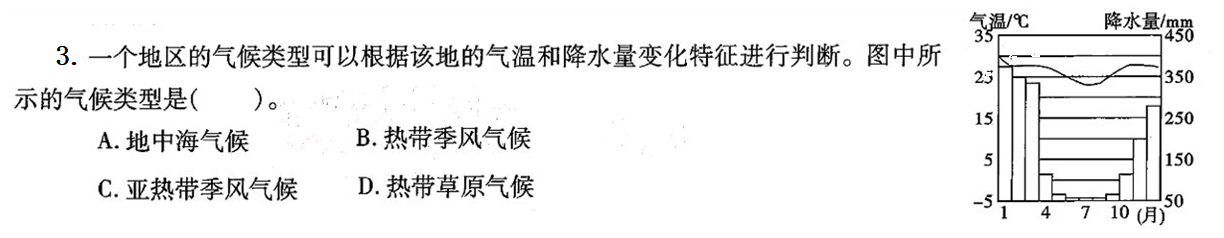 3. 一个地区的气候类型可以根据该地的气温和降水量变化特征进行判断。图中所
示的气候类型是(    )。
A. 地中海气候
B. 热带季风气候
C. 亚热带季风气候
D. 热带草原气候
气温/℃
降水量/mm
35
450
25
350
15
250
5
150
-5
50
1
4
7
10
(月)